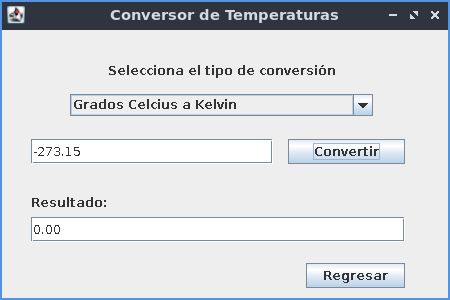 Conversor de Temperaturas
Selecciona el tipo de conversión
Grados Celcius a Kelvin
-273.15 Convertir
Resultado:
0.00
Regresar